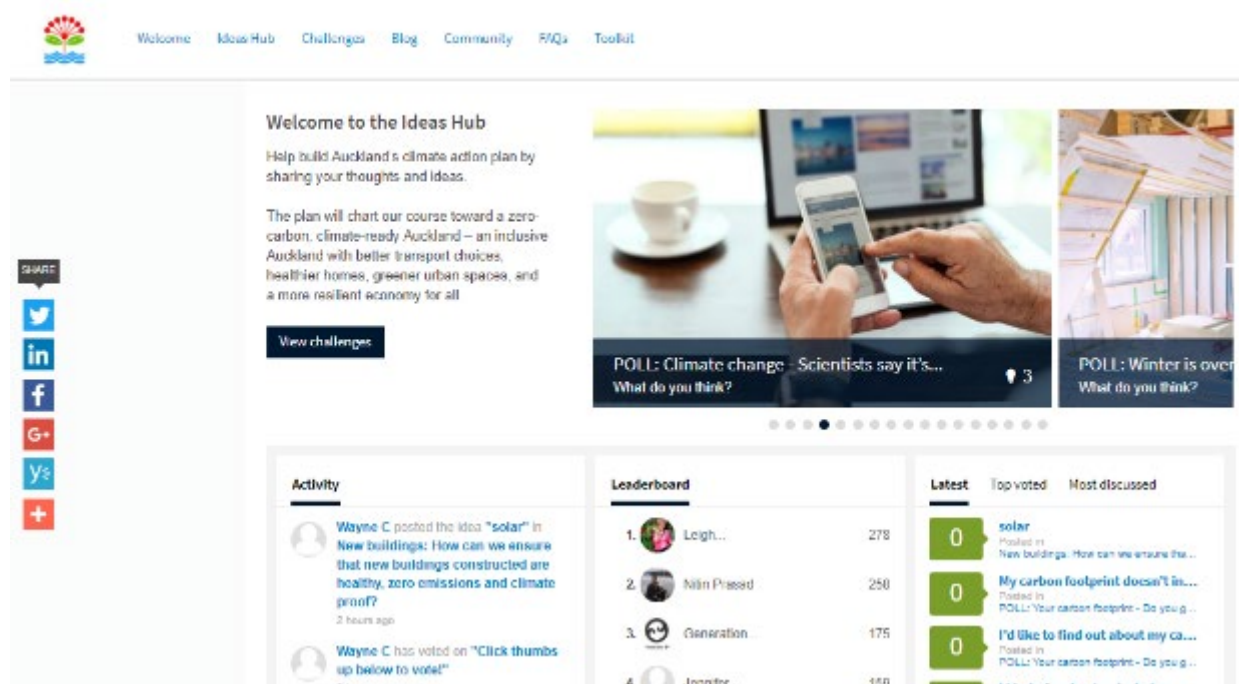 Welcome Ideas Hub Challenges Blog Community FAQs Toolkit
Welcome to the Ideas Hub
Help build Auckland's climate action plan by
sharing your thoughts and ideas.
The plan will chart our course toward a zero-
carbon, climate-ready Auckland – an inclusive
Auckland with better transport choices,
healthier homes, greener urban spaces, and
a more resilient economy for all
View challenges
SHARE
POLL: Climate change - Scientists say it's...
What do you think?
3
POLL: Winter is over
What do you think?
Activity
Wayne C posted the idea "solar" in
New buildings: How can we ensure
that new buildings constructed are
healthy, zero emissions and climate
proof?
2 hours ago
Wayne C has voted on "Click thumbs
up below to vote!"
Leaderboard
1. Leigh... 278
2. Nitin Prasad 258
3. Generation... 175
4. Jennifer...
Latest Top voted Most discussed
0 solar
Posted in
New buildings: How can we ensure tha...
0 My carbon footprint doesn't in...
Posted in
POLL: Your carbon footprint - Do you g...
0 I'd like to find out about my ca...
Posted in
POLL: Your carbon footprint - Do you g...